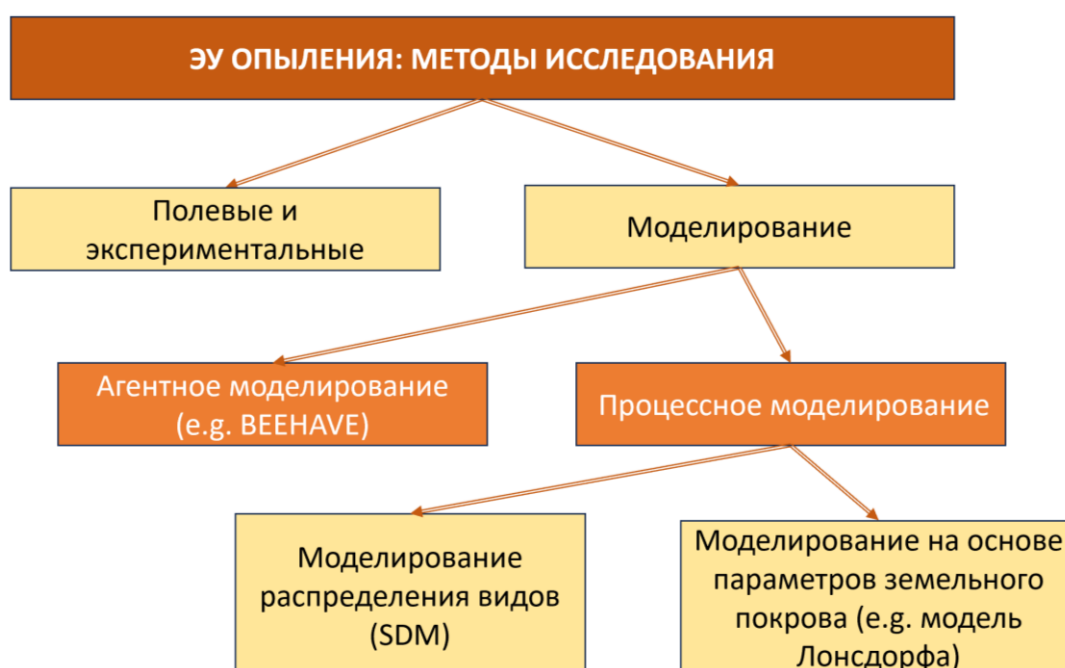 ЭУ ОПЫЛЕНИЯ: МЕТОДЫ ИССЛЕДОВАНИЯ
Полевые и
экспериментальные
Моделирование
Агентное моделирование
(e.g. BEEHAVE)
Процессное моделирование
Моделирование
распределения видов
(SDM)
Моделирование на основе
параметров земельного
покрова (e.g. модель
Лонсдорфа)